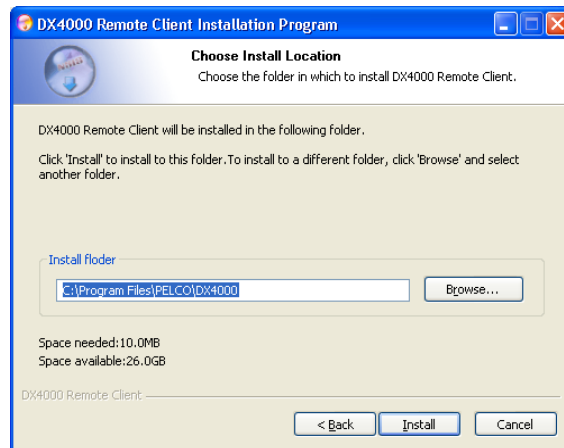 DX4000 Remote Client Installation Program
Choose Install Location
Choose the folder in which to install DX4000 Remote Client.
DX4000 Remote Client will be installed in the following folder.
Click 'Install' to install to this folder.To install to a different folder, click 'Browse' and select
another folder.
Install floder
C:\Program Files\PELCO\DX4000
Browse...
Space needed:10.0MB
Space available:26.0GB
DX4000 Remote Client
< Back
Install
Cancel